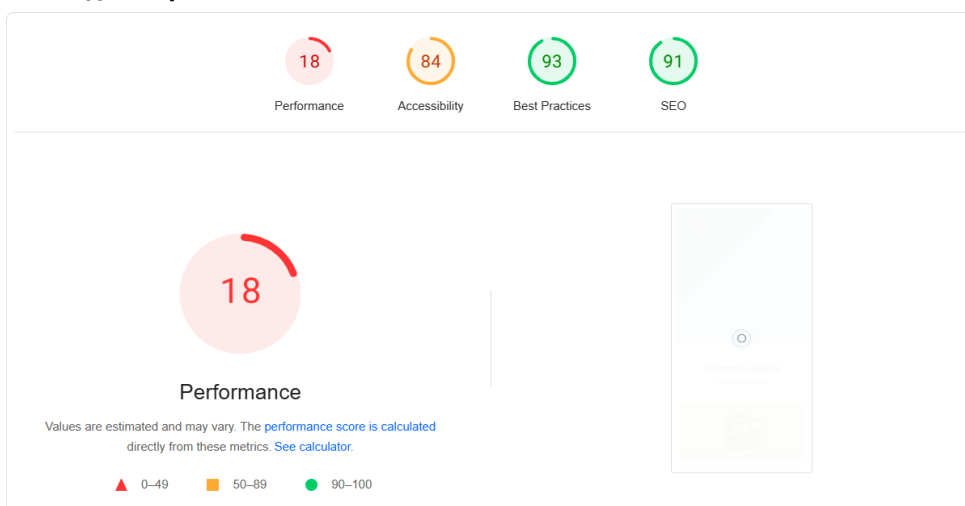 18
84
93
91
Performance
Accessibility
Best Practices
SEO
18
Performance
Values are estimated and may vary. The performance score is calculated
directly from these metrics. See calculator.
0–49
50–89
90–100